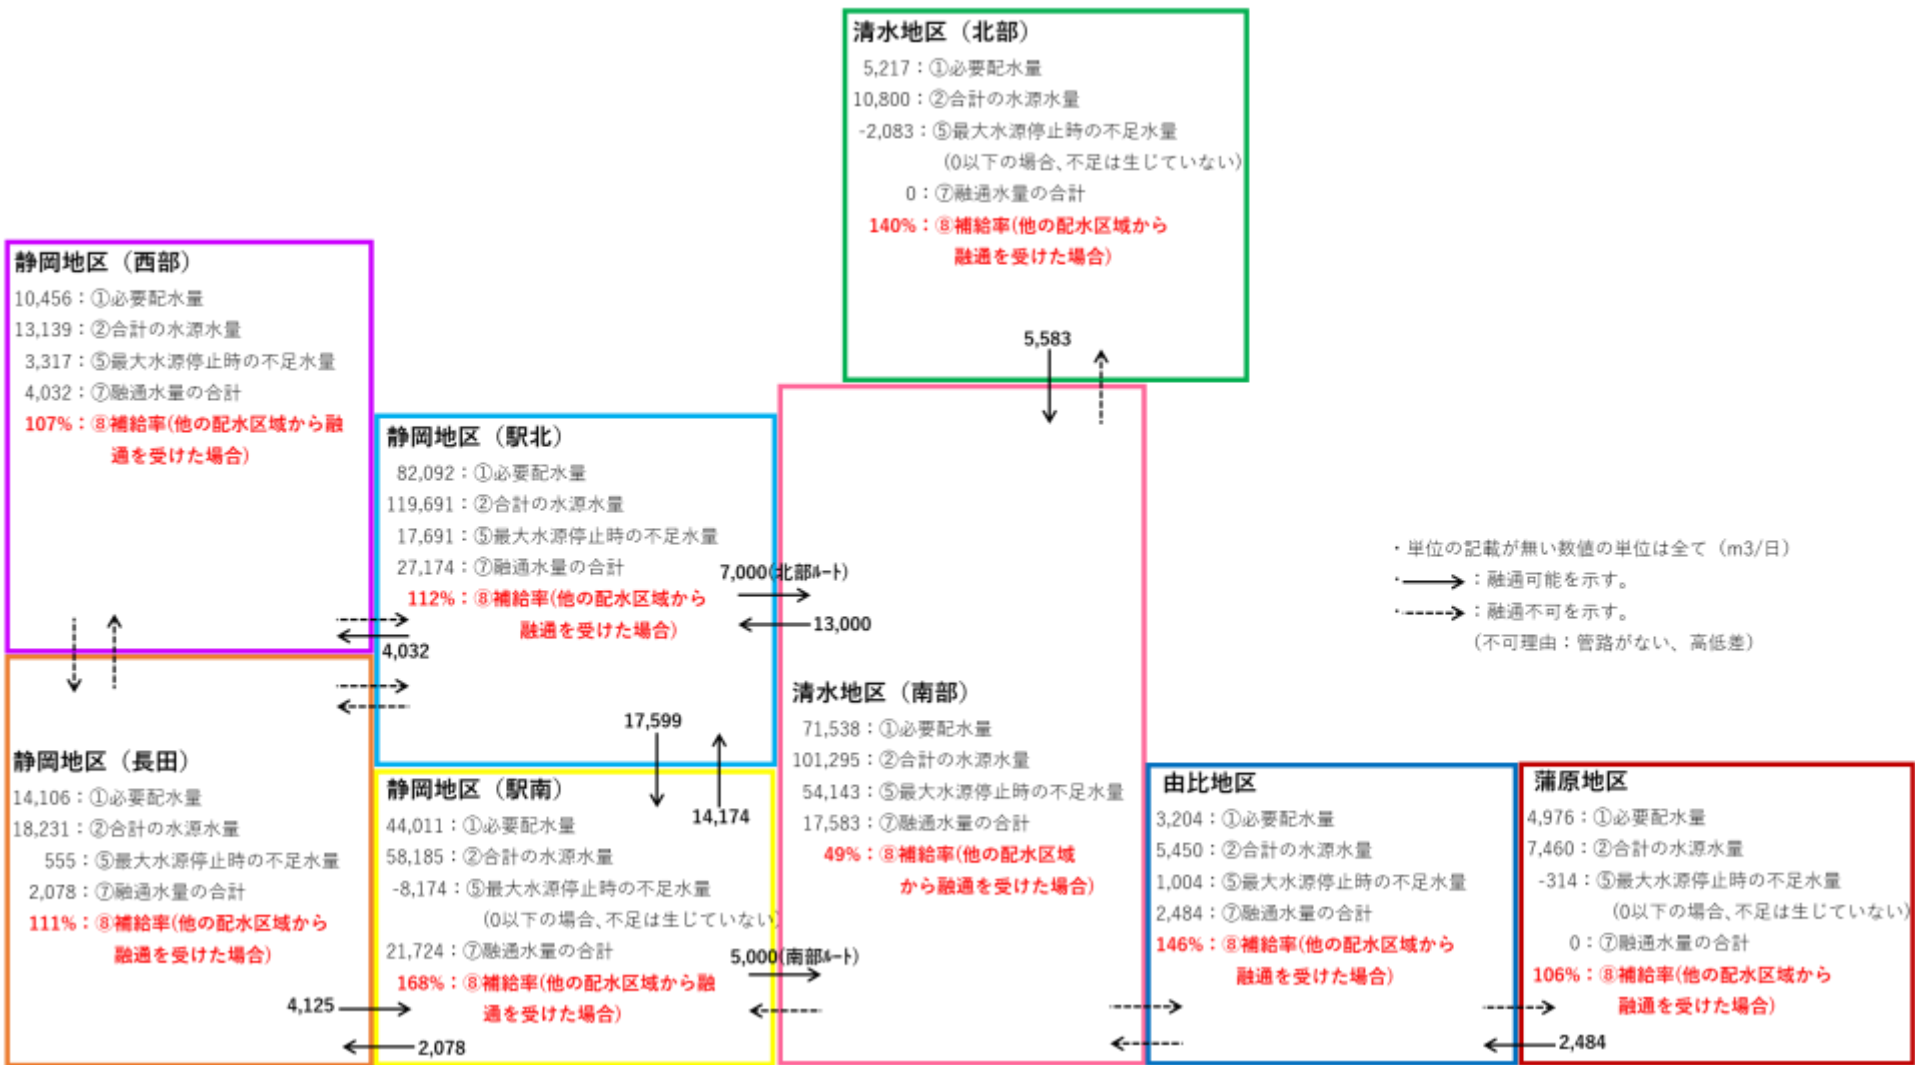 清水地区（北部）
5,217：①必要配水量
10,800：②合計の水源水量
-2,083：⑤最大水源停止時の不足水量
（0以下の場合、不足は生じていない）
0：⑦融通水量の合計
140%：⑧補給率(他の配水区域から
融通を受けた場合)
5,583
静岡地区（西部）
10,456：①必要配水量
13,139：②合計の水源水量
3,317：⑤最大水源停止時の不足水量
4,032：⑦融通水量の合計
107%：⑧補給率(他の配水区域から融
通を受けた場合)
静岡地区（駅北）
82,092：①必要配水量
119,691：②合計の水源水量
17,691：⑤最大水源停止時の不足水量
27,174：⑦融通水量の合計
112%：⑧補給率(他の配水区域から
融通を受けた場合)
7,000(北部ルート)
13,000
4,032
17,599
14,174
・単位の記載が無い数値の単位は全て（m3/日）
・：融通可能を示す。
・：融通不可を示す。
（不可理由：管路がない、高低差）
清水地区（南部）
71,538：①必要配水量
101,295：②合計の水源水量
54,143：⑤最大水源停止時の不足水量
17,583：⑦融通水量の合計
49%：⑧補給率(他の配水区域
から融通を受けた場合)
静岡地区（長田）
14,106：①必要配水量
18,231：②合計の水源水量
555：⑤最大水源停止時の不足水量
2,078：⑦融通水量の合計
111%：⑧補給率(他の配水区域から
融通を受けた場合)
4,125
2,078
静岡地区（駅南）
44,011：①必要配水量
58,185：②合計の水源水量
-8,174：⑤最大水源停止時の不足水量
（0以下の場合、不足は生じていない）
21,724：⑦融通水量の合計
168%：⑧補給率(他の配水区域から融
通を受けた場合)
5,000(南部ルート)
由比地区
3,204：①必要配水量
5,450：②合計の水源水量
1,004：⑤最大水源停止時の不足水量
2,484：⑦融通水量の合計
146%：⑧補給率(他の配水区域から
融通を受けた場合)
蒲原地区
4,976：①必要配水量
7,460：②合計の水源水量
-314：⑤最大水源停止時の不足水量
（0以下の場合、不足は生じていない）
0：⑦融通水量の合計
106%：⑧補給率(他の配水区域から
融通を受けた場合)
2,484